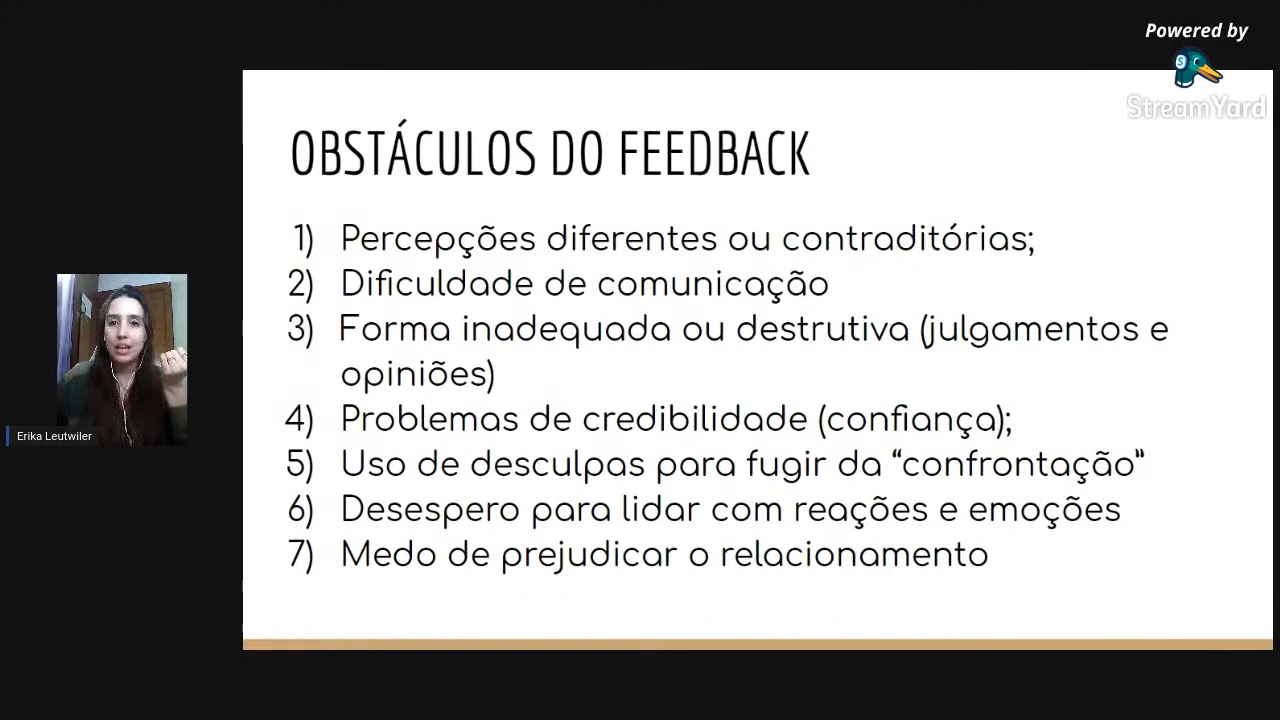 Powered by
StreamYard
OBSTÁCULOS DO FEEDBACK
1) Percepções diferentes ou contraditórias;
2) Dificuldade de comunicação
3) Forma inadequada ou destrutiva (julgamentos e
opiniões)
4) Problemas de credibilidade (confiança);
5) Uso de desculpas para fugir da “confrontação”
6) Desespero para lidar com reações e emoções
7) Medo de prejudicar o relacionamento
Erika Leutwiler